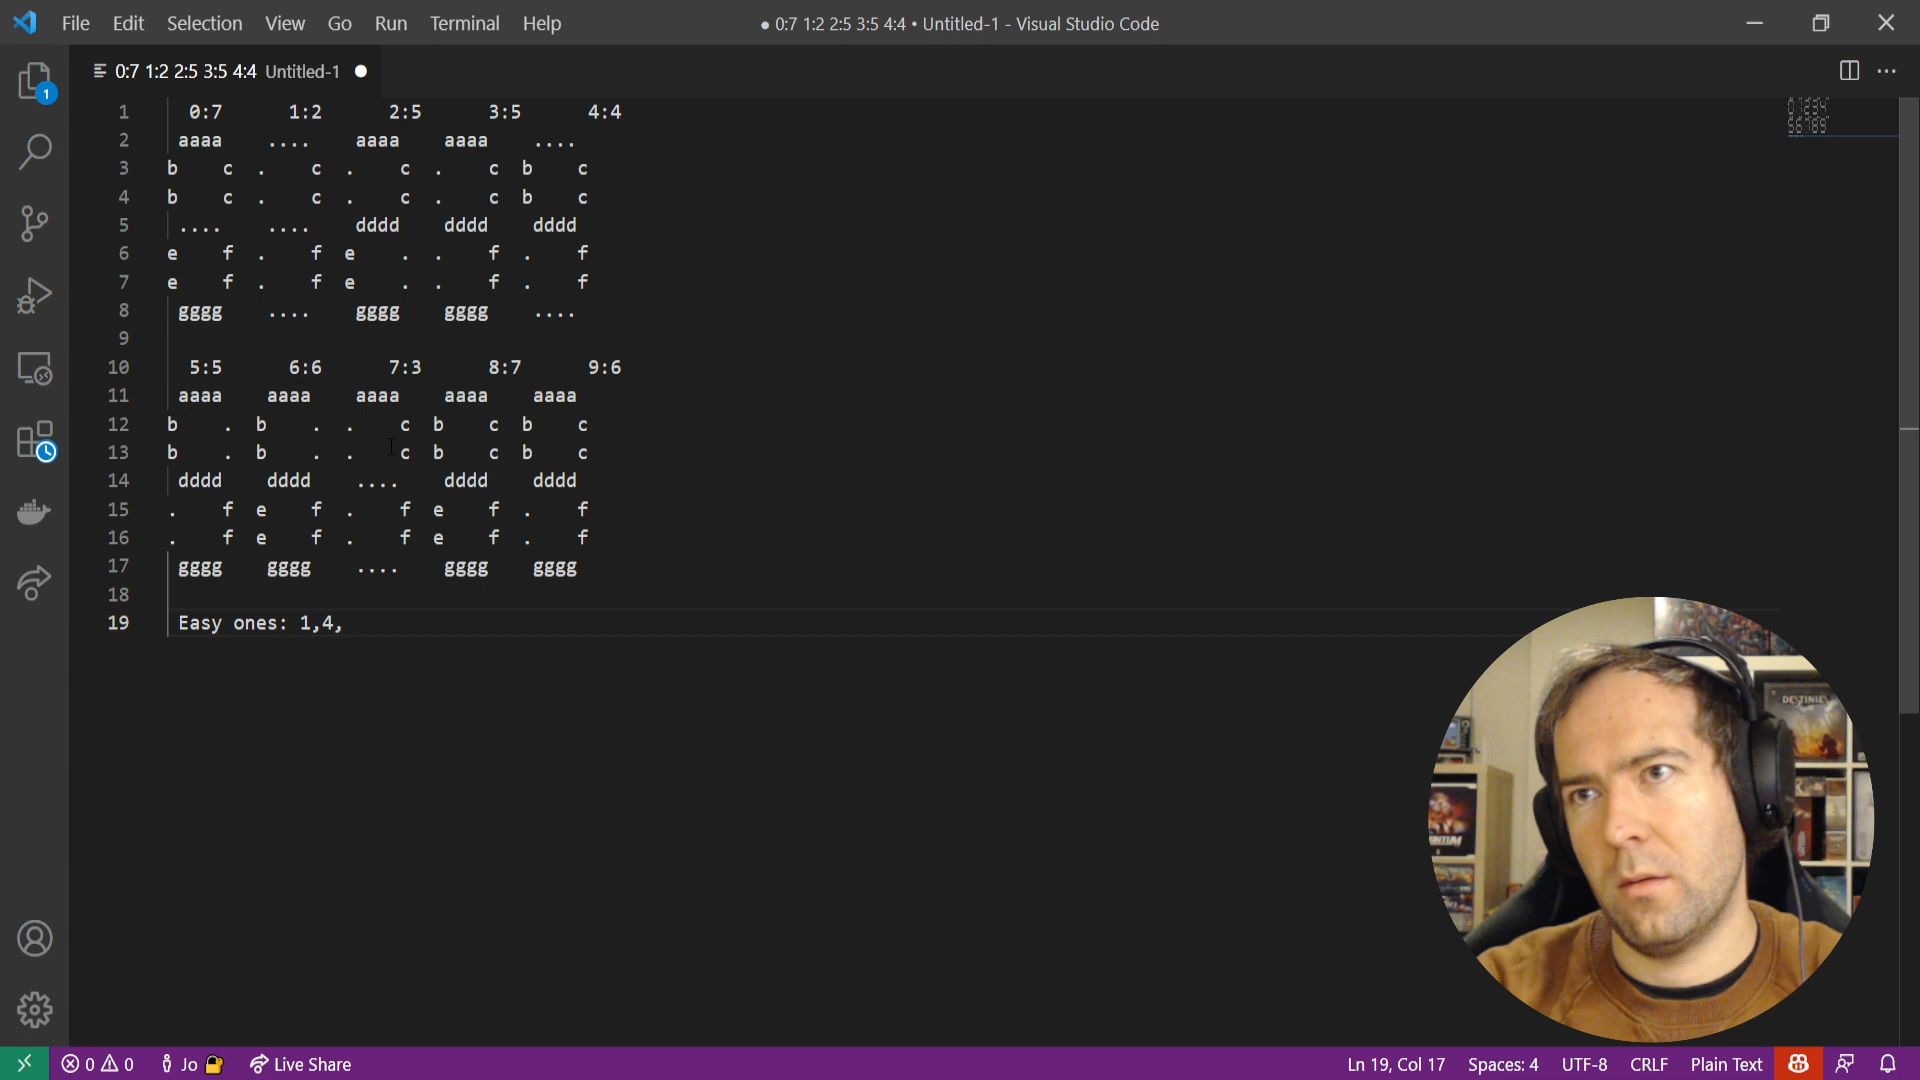 File Edit Selection View Go Run Terminal Help
● 0:7 1:2 2:5 3:5 4:4 • Untitled-1 - Visual Studio Code
0:7 1:2 2:5 3:5 4:4 Untitled-1 ●
1
1   0:7      1:2      2:5      3:5      4:4
2  aaaa    ....    aaaa    aaaa    ....
3 b    c  .    c  .    c  .    c  b    c
4 b    c  .    c  .    c  .    c  b    c
5  ....    ....    dddd    dddd    dddd
6 e    f  .    f  e    .  .    f  .    f
7 e    f  .    f  e    .  .    f  .    f
8  gggg    ....    gggg    gggg    ....
9
10   5:5      6:6      7:3      8:7      9:6
11  aaaa    aaaa    aaaa    aaaa    aaaa
12 b    .  b    .  .    c  b    c  b    c
13 b    .  b    .  .    c  b    c  b    c
14  dddd    dddd    ....    dddd    dddd
15 .    f  e    f  .    f  e    f  .    f
16 .    f  e    f  .    f  e    f  .    f
17  gggg    gggg    ....    gggg    gggg
18
19  Easy ones: 1,4,
DESTINIES
0 0 Jo Live Share
Ln 19, Col 17 Spaces: 4 UTF-8 CRLF Plain Text